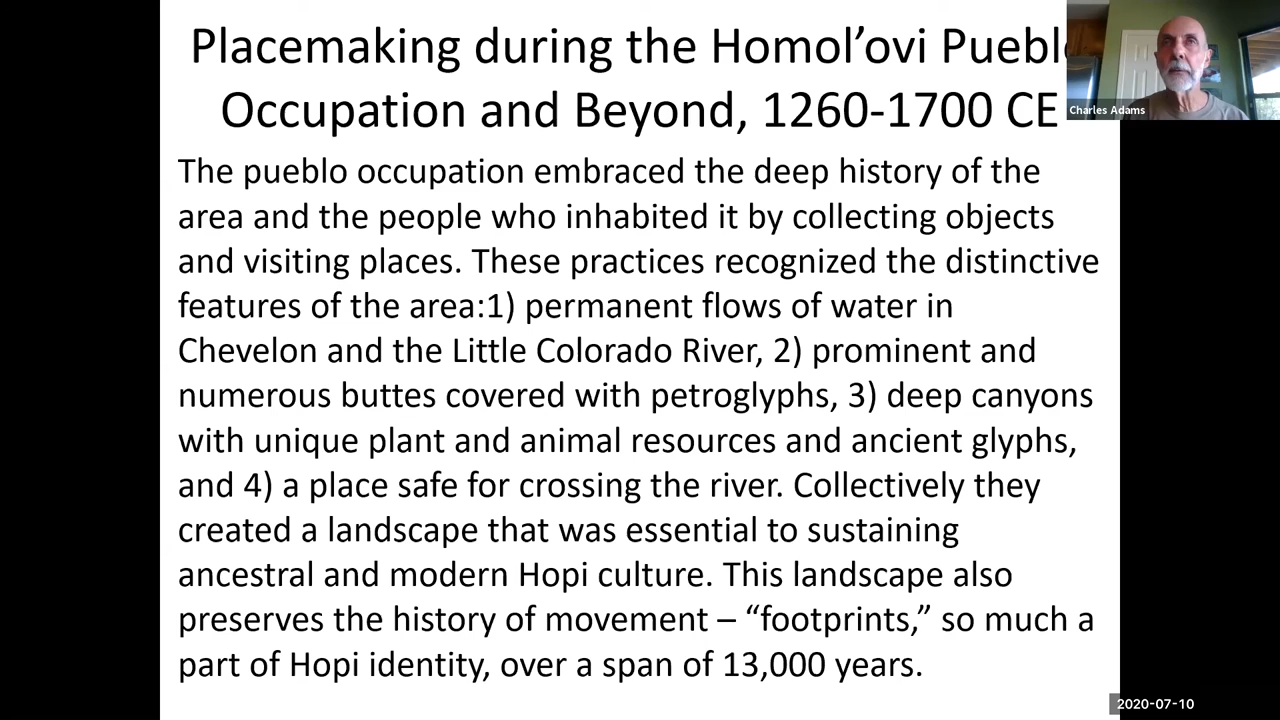 Placemaking during the Homol’ovi Pueblo
Occupation and Beyond, 1260-1700 CE
Charles Adams
The pueblo occupation embraced the deep history of the
area and the people who inhabited it by collecting objects
and visiting places. These practices recognized the distinctive
features of the area:1) permanent flows of water in
Chevelon and the Little Colorado River, 2) prominent and
numerous buttes covered with petroglyphs, 3) deep canyons
with unique plant and animal resources and ancient glyphs,
and 4) a place safe for crossing the river. Collectively they
created a landscape that was essential to sustaining
ancestral and modern Hopi culture. This landscape also
preserves the history of movement – “footprints,” so much a
part of Hopi identity, over a span of 13,000 years.
2020-07-10